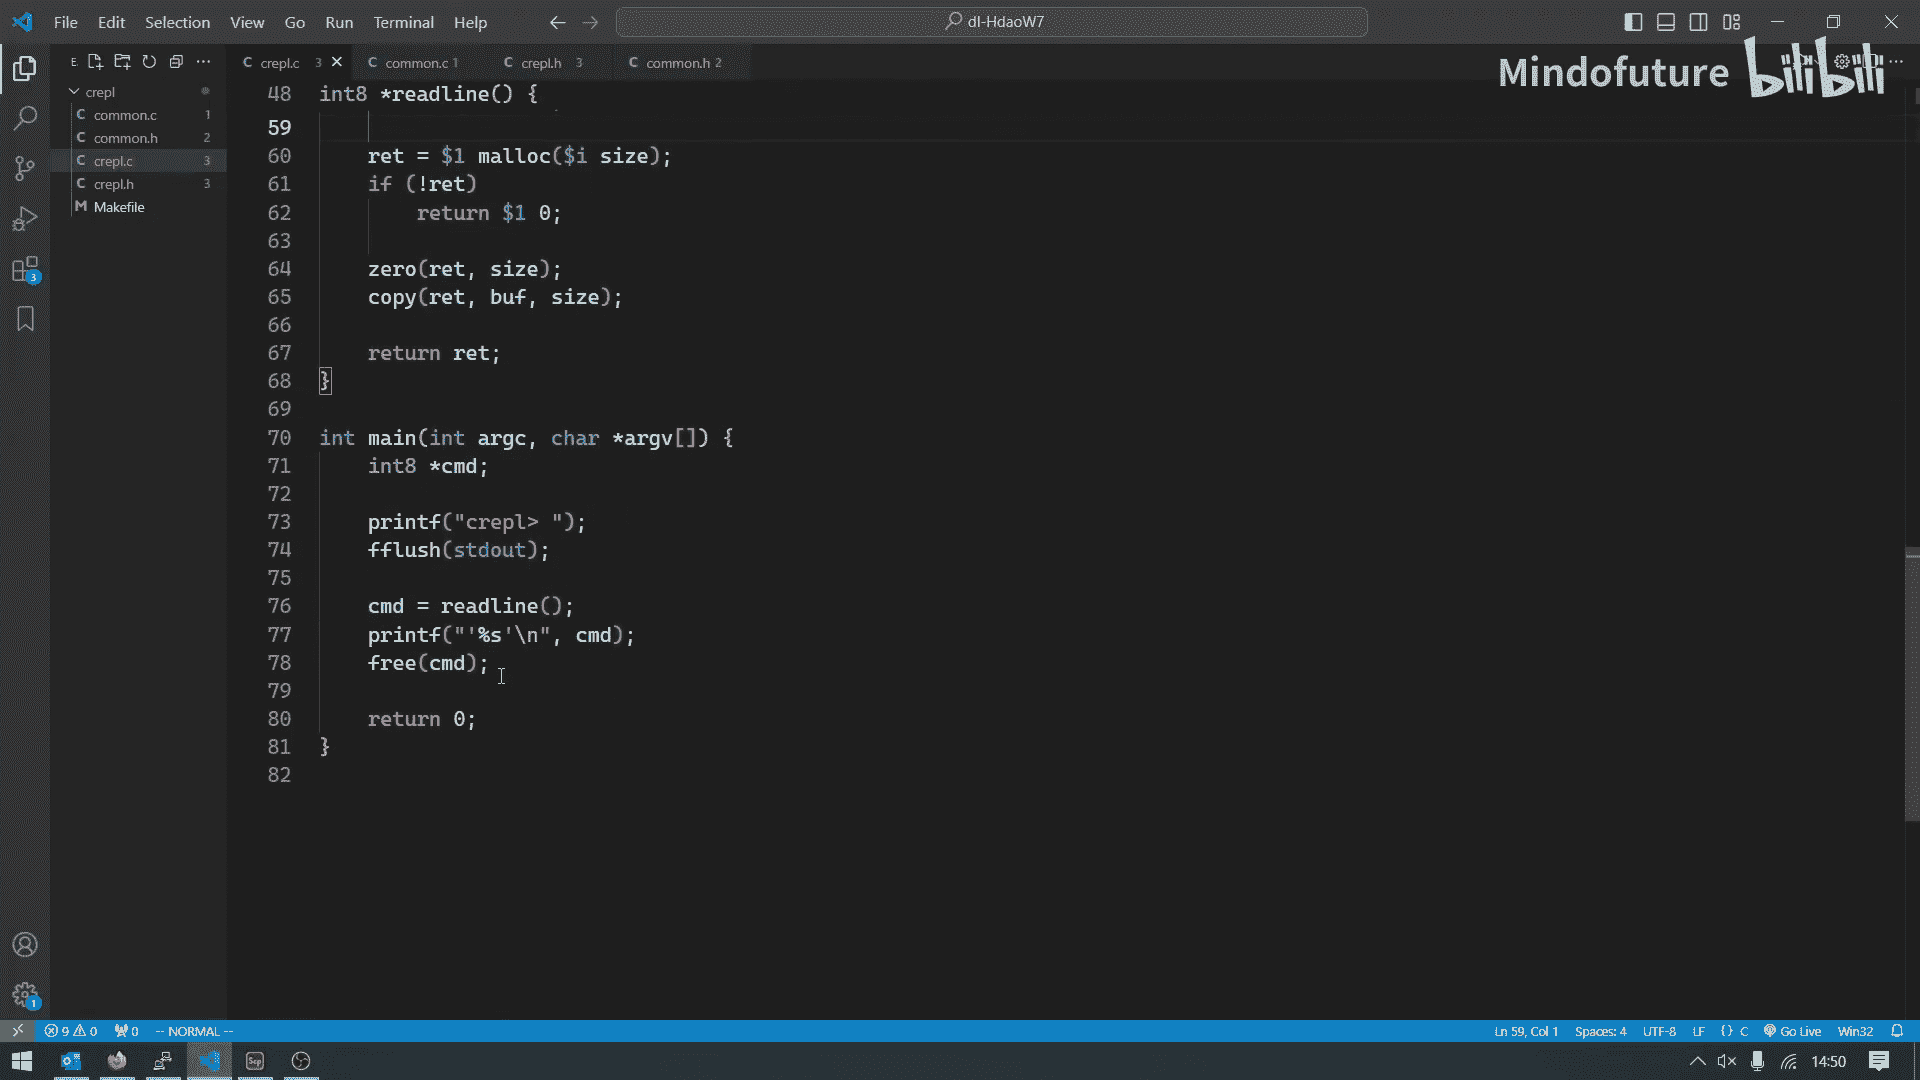 File Edit Selection View Go Run Terminal Help
dl-HdaoW7
E
crepl.c 3
common.c 1
crepl.h 3
common.h 2
Mindofuture bilibili
crepl
common.c 1
common.h 2
crepl.c 3
crepl.h 3
Makefile
48 int8 *readline() {
59
60 ret = $1 malloc($i size);
61 if (!ret)
62 return $1 0;
63
64 zero(ret, size);
65 copy(ret, buf, size);
66
67 return ret;
68 }
69
70 int main(int argc, char *argv[]) {
71 int8 *cmd;
72
73 printf("crepl> ");
74 fflush(stdout);
75
76 cmd = readline();
77 printf("'%s'\n", cmd);
78 free(cmd);
79
80 return 0;
81 }
82
3
1
9 0 0 -- NORMAL -- Ln 59, Col 1 Spaces: 4 UTF-8 LF {} C Go Live Win32
14:50